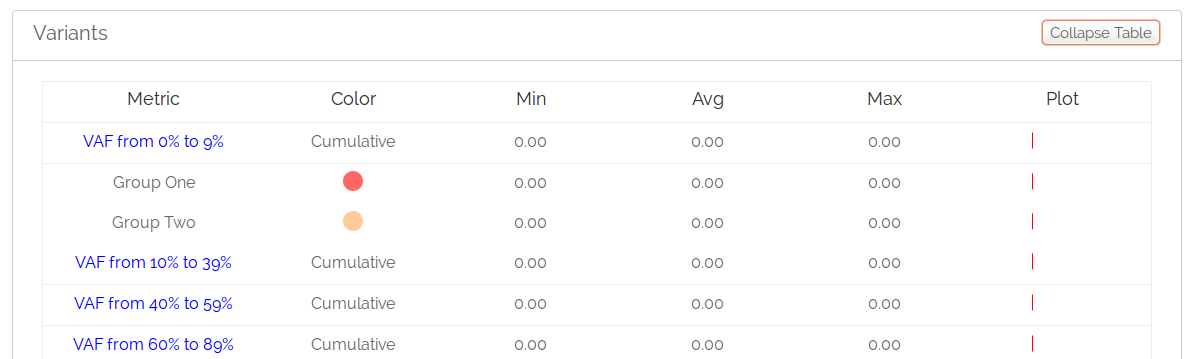 Variants Collapse Table
Metric Color Min Avg Max Plot
VAF from 0% to 9% Cumulative 0.00 0.00 0.00
Group One 0.00 0.00 0.00
Group Two 0.00 0.00 0.00
VAF from 10% to 39% Cumulative 0.00 0.00 0.00
VAF from 40% to 59% Cumulative 0.00 0.00 0.00
VAF from 60% to 89% Cumulative 0.00 0.00 0.00